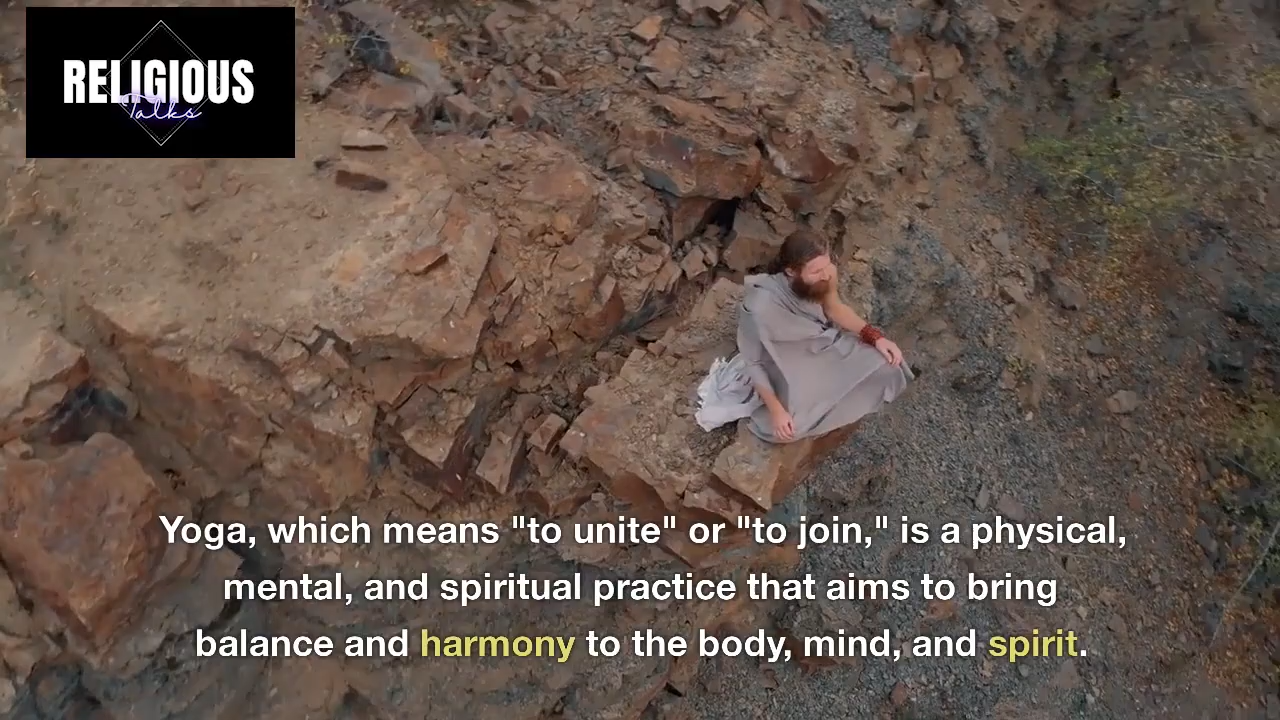 RELIGIOUS
Talks
Yoga, which means "to unite" or "to join," is a physical,
mental, and spiritual practice that aims to bring
balance and harmony to the body, mind, and spirit.